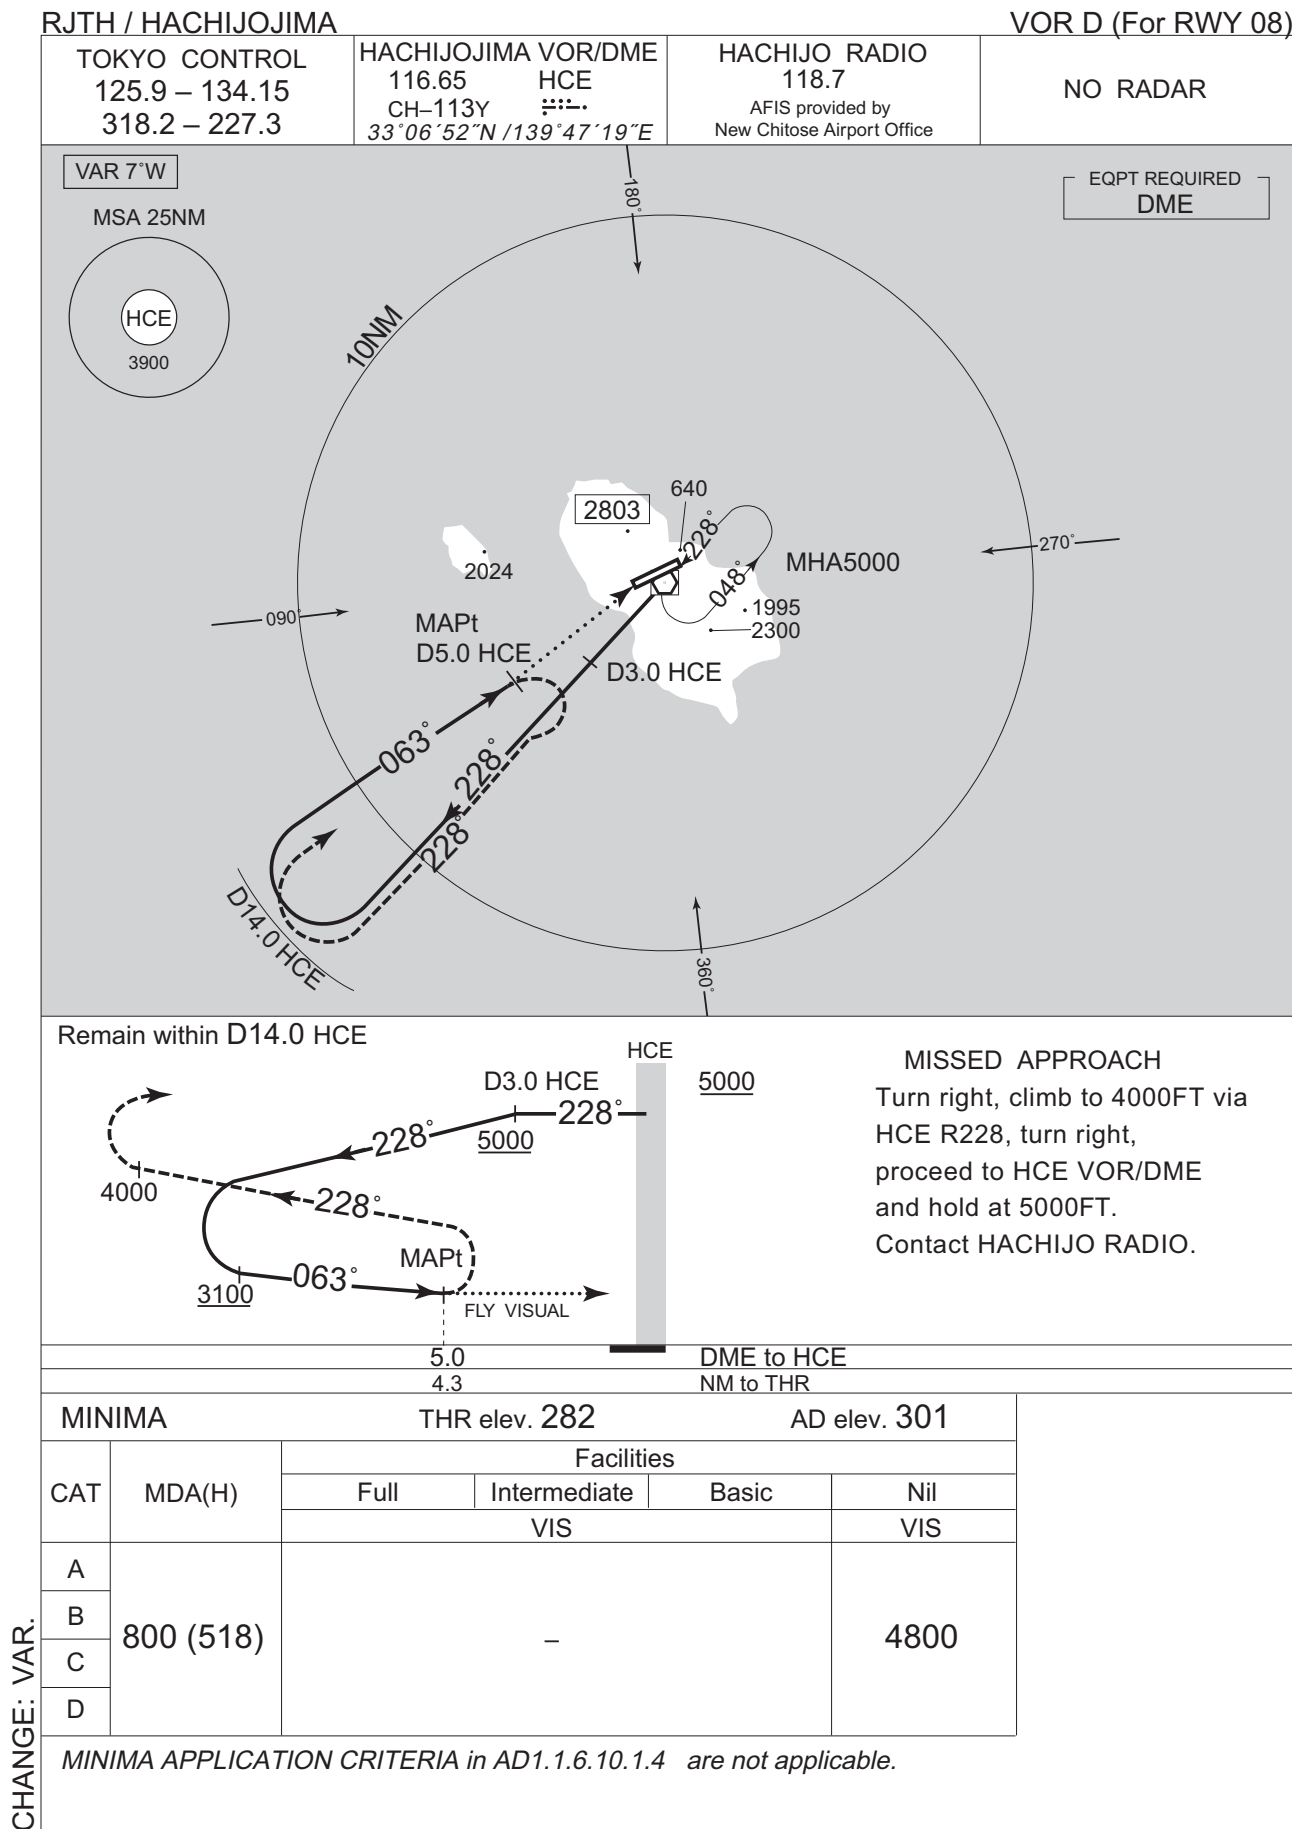 RJTH / HACHIJOJIMA
VOR D (For RWY 08)
TOKYO CONTROL
125.9 – 134.15
318.2 – 227.3
HACHIJOJIMA VOR/DME
116.65 HCE
CH–113Y
33°06´52˝N /139°47´19˝E
HACHIJO RADIO
118.7
AFIS provided by
New Chitose Airport Office
NO RADAR
VAR 7°W
MSA 25NM
HCE
3900
EQPT REQUIRED
DME
180°
10NM
640
2803
228°
2024
MHA5000
270°
048°
1995
2300
090°
MAPt
D5.0 HCE
D3.0 HCE
063°
228°
228°
D14.0 HCE
360°
Remain within D14.0 HCE
HCE
D3.0 HCE
5000
228°
5000
228°
4000
228°
MAPt
063°
3100
FLY VISUAL
MISSED APPROACH
Turn right, climb to 4000FT via
HCE R228, turn right,
proceed to HCE VOR/DME
and hold at 5000FT.
Contact HACHIJO RADIO.
5.0 DME to HCE
4.3 NM to THR
MINIMA THR elev. 282 AD elev. 301
CAT MDA(H) Facilities
Full Intermediate Basic Nil
VIS VIS
A
B
C
D
800 (518) – 4800
MINIMA APPLICATION CRITERIA in AD1.1.6.10.1.4 are not applicable.
CHANGE: VAR.